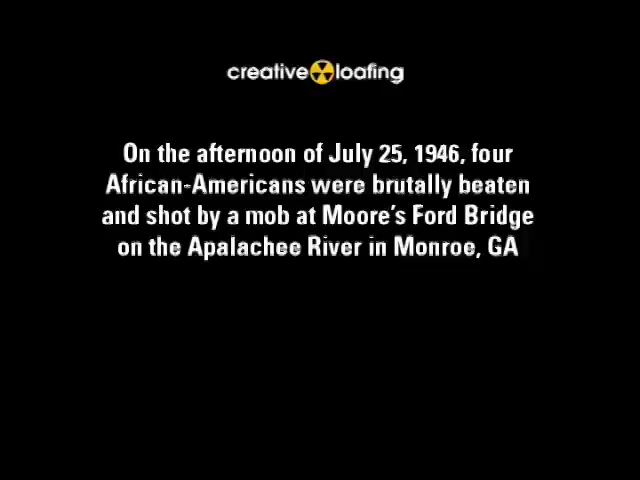 creative loafing
On the afternoon of July 25, 1946, four
African-Americans were brutally beaten
and shot by a mob at Moore's Ford Bridge
on the Apalachee River in Monroe, GA